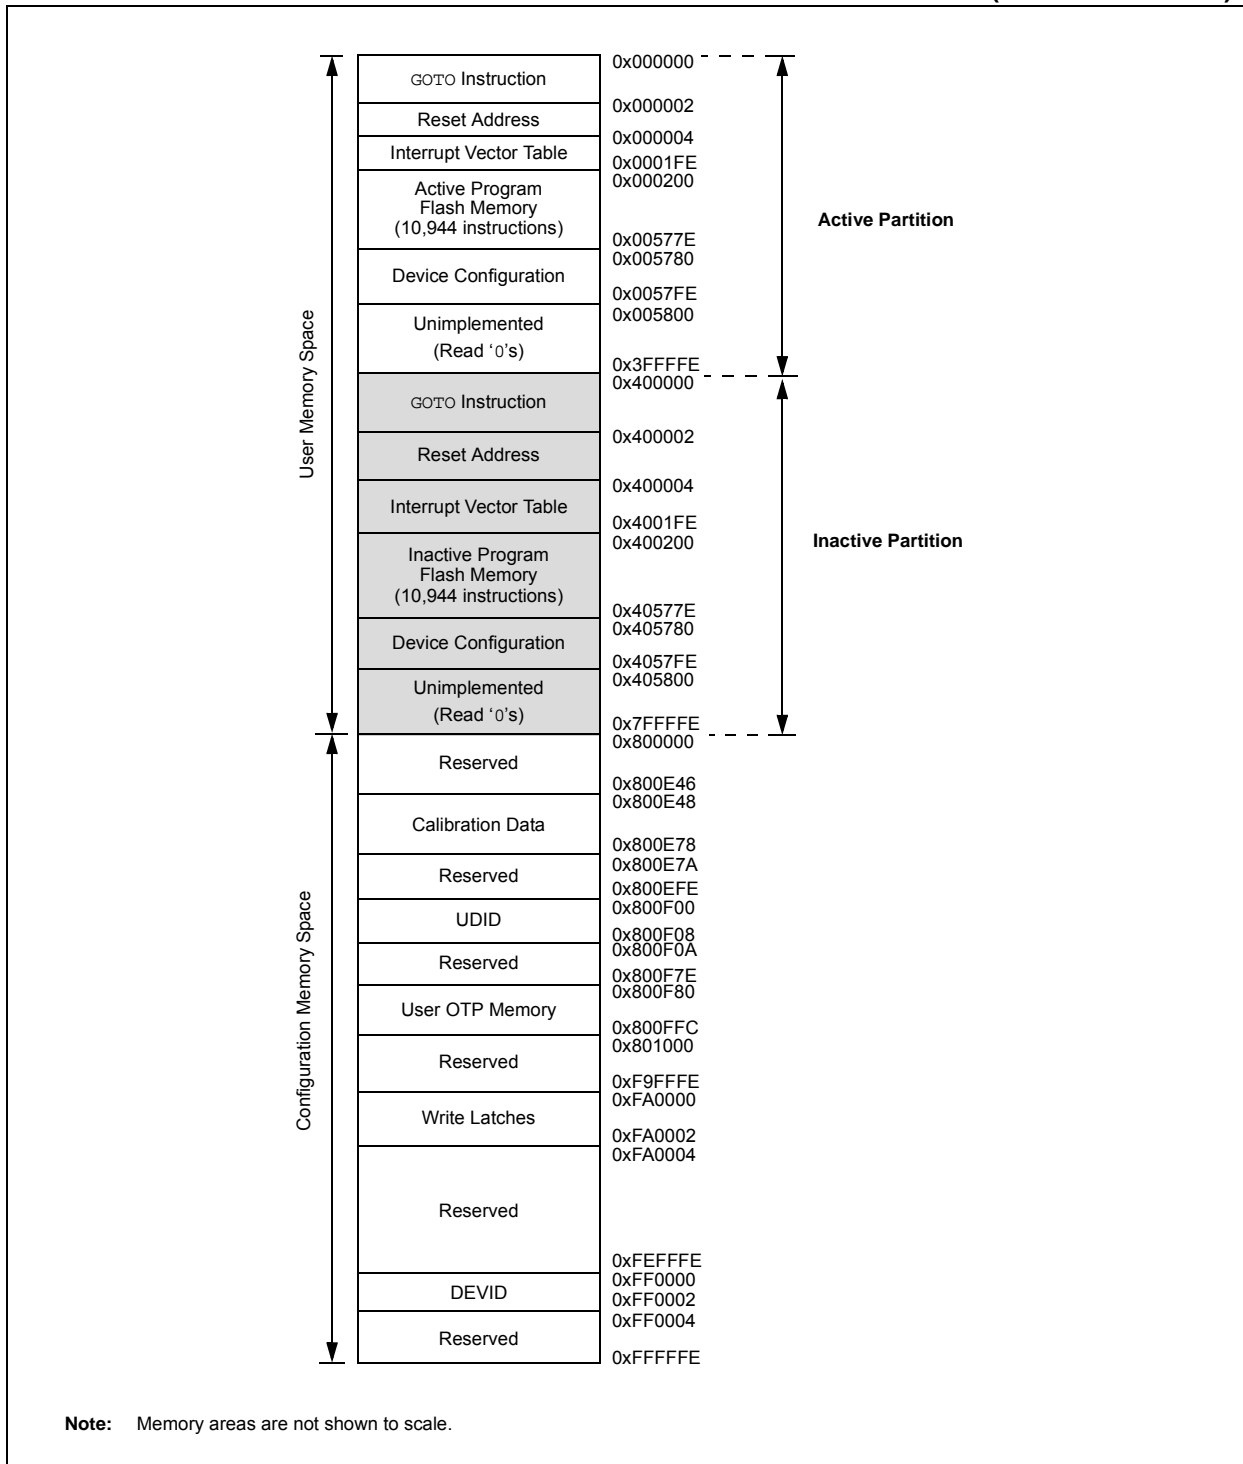 GOTO Instruction
0x000000
0x000002
Reset Address
0x000004
Interrupt Vector Table
0x0001FE
0x000200
Active Program
Flash Memory
(10,944 instructions)
Active Partition
0x00577E
0x005780
Device Configuration
0x0057FE
0x005800
Unimplemented
(Read ‘0’s)
0x3FFFFE
0x400000
User Memory Space
GOTO Instruction
0x400002
Reset Address
0x400004
Interrupt Vector Table
0x4001FE
0x400200
Inactive Partition
Inactive Program
Flash Memory
(10,944 instructions)
0x40577E
0x405780
Device Configuration
0x4057FE
0x405800
Unimplemented
(Read ‘0’s)
0x7FFFFE
0x800000
Reserved
0x800E46
0x800E48
Calibration Data
0x800E78
0x800E7A
Reserved
0x800EFE
0x800F00
UDID
0x800F08
0x800F0A
Reserved
0x800F7E
0x800F80
Configuration Memory Space
User OTP Memory
0x800FFC
0x801000
Reserved
0xF9FFFE
0xFA0000
Write Latches
0xFA0002
0xFA0004
Reserved
0xFEFFFE
0xFF0000
DEVID
0xFF0002
0xFF0004
Reserved
0xFFFFFE
Note: Memory areas are not shown to scale.